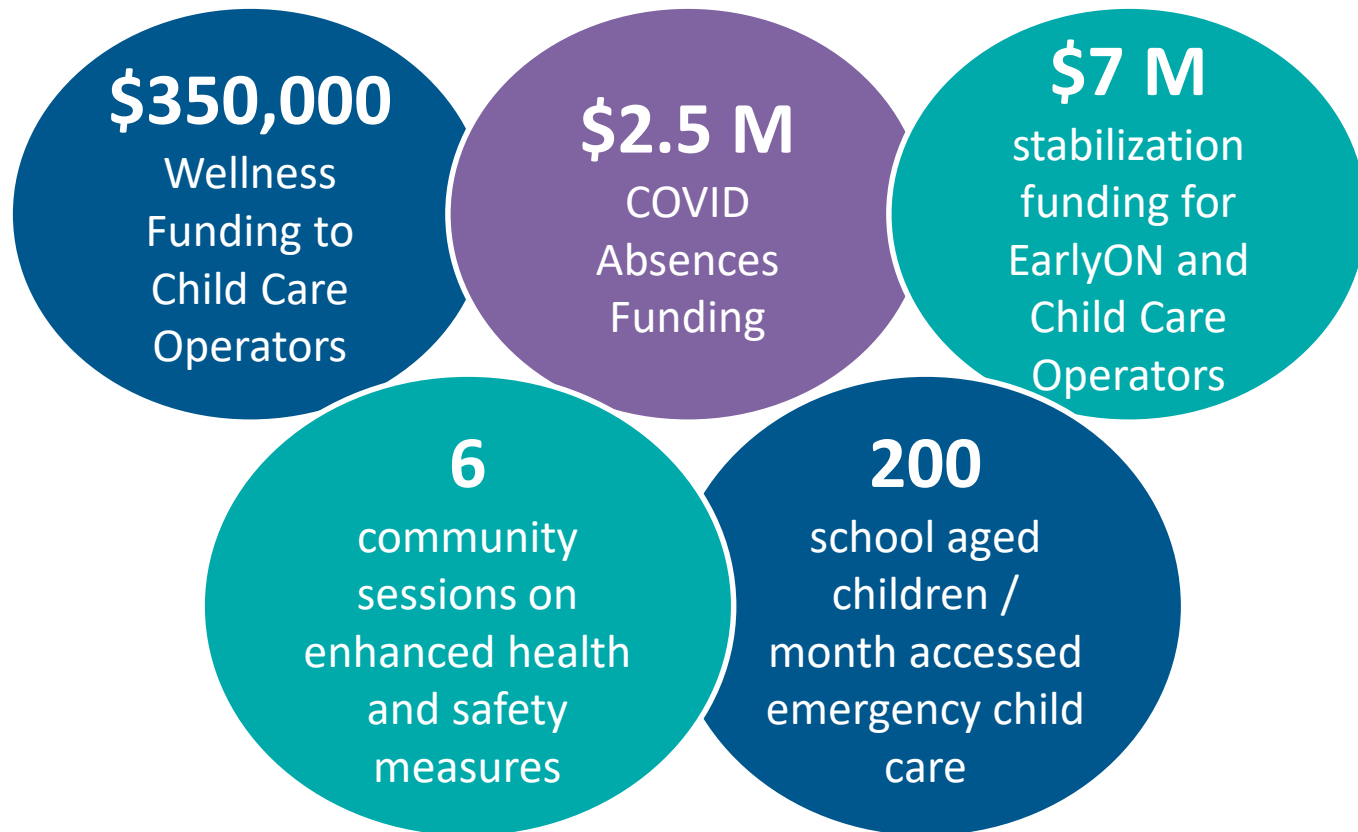 $350,000
Wellness
Funding to
Child Care
Operators
$2.5 M
COVID
Absences
Funding
$7 M
stabilization
funding for
EarlyON and
Child Care
Operators
6
community
sessions on
enhanced health
and safety
measures
200
school aged
children /
month accessed
emergency child
care